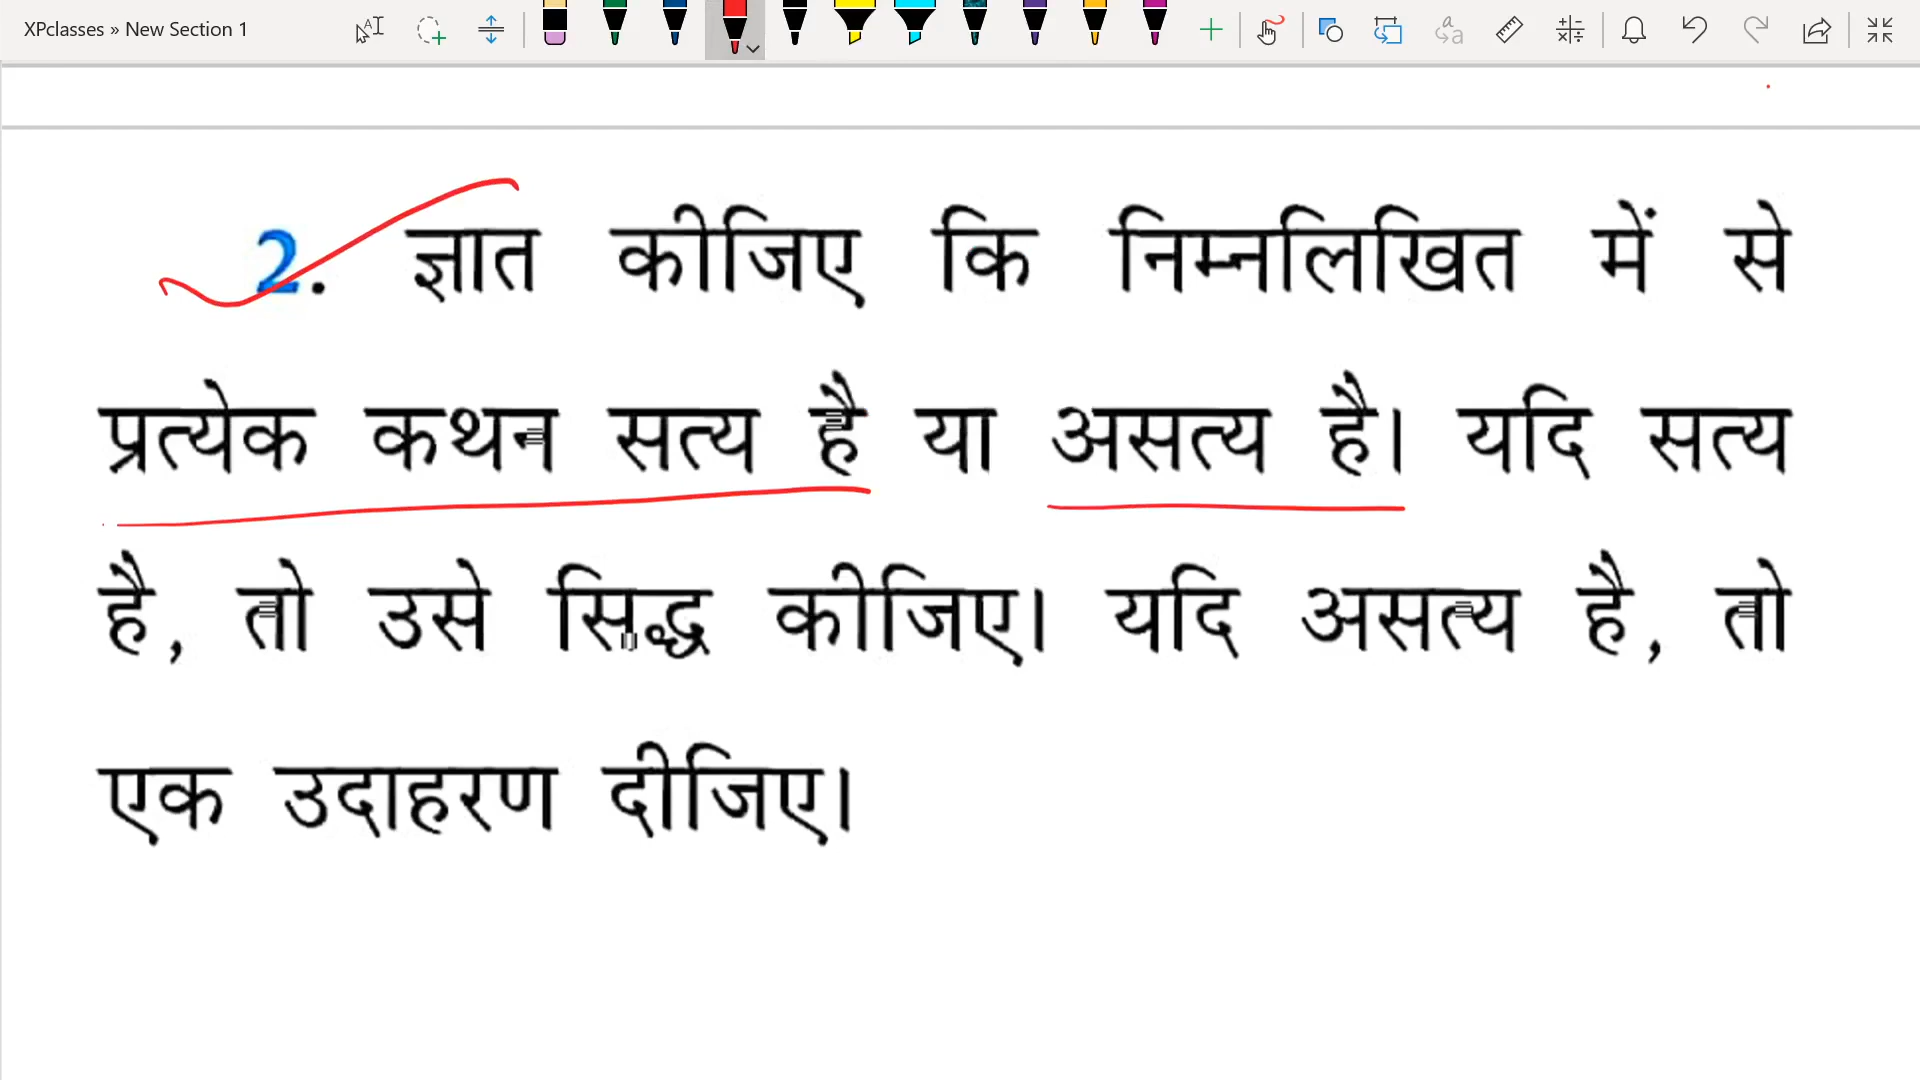 XPclasses » New Section 1
2. ज्ञात कीजिए कि निम्नलिखित में से
प्रत्येक कथन सत्य है या असत्य है। यदि सत्य
है, तो उसे सिद्ध कीजिए। यदि असत्य है, तो
एक उदाहरण दीजिए।